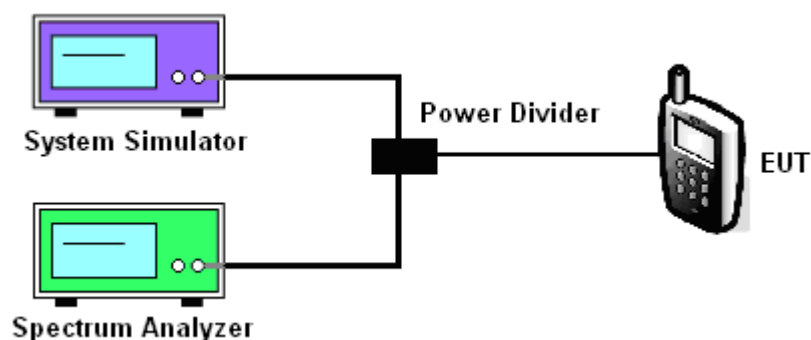 System Simulator
Power Divider
EUT
Spectrum Analyzer